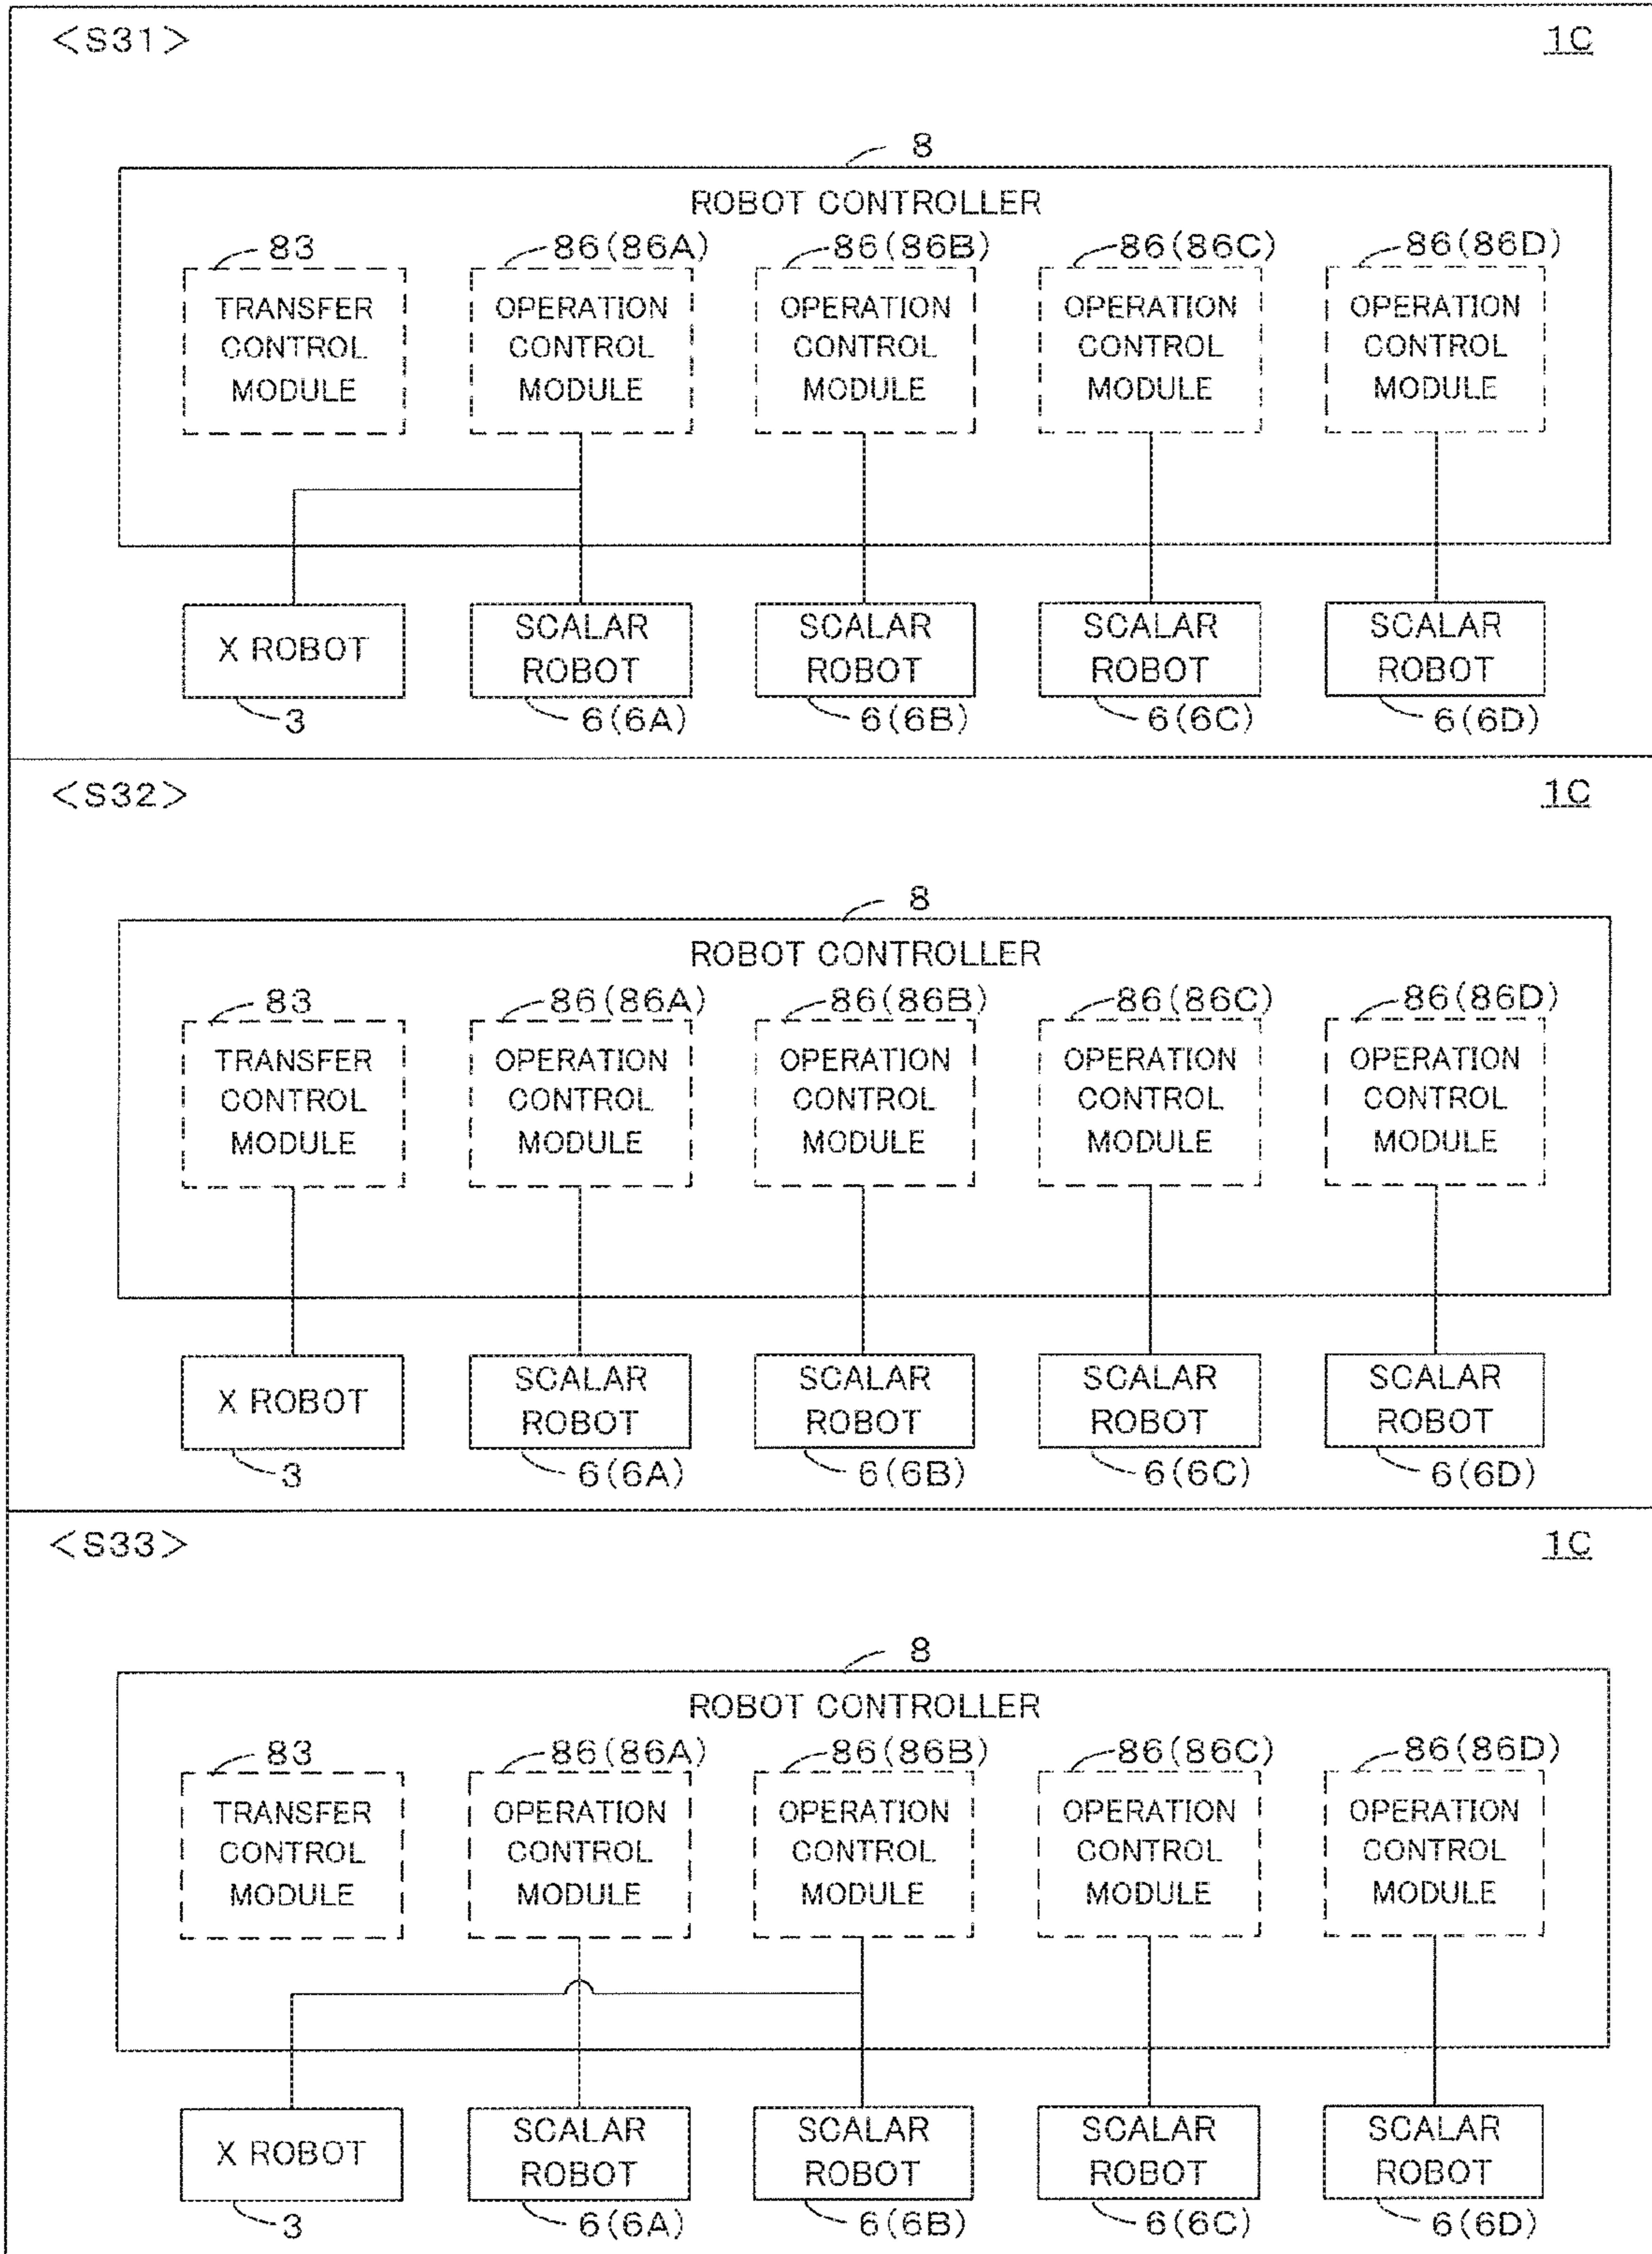 <S31> 1C
8
ROBOT CONTROLLER
83 86(86A) 86(86B) 86(86C) 86(86D)
TRANSFER OPERATION OPERATION OPERATION OPERATION
CONTROL CONTROL CONTROL CONTROL CONTROL
MODULE MODULE MODULE MODULE MODULE
SCALAR SCALAR SCALAR SCALAR
X ROBOT ROBOT ROBOT ROBOT ROBOT
3 6(6A) 6(6B) 6(6C) 6(6D)
<S32> 1C
8
ROBOT CONTROLLER
83 86(86A) 86(86B) 86(86C) 86(86D)
TRANSFER OPERATION OPERATION OPERATION OPERATION
CONTROL CONTROL CONTROL CONTROL CONTROL
MODULE MODULE MODULE MODULE MODULE
SCALAR SCALAR SCALAR SCALAR
X ROBOT ROBOT ROBOT ROBOT ROBOT
3 6(6A) 6(6B) 6(6C) 6(6D)
<S33> 1C
8
ROBOT CONTROLLER
83 86(86A) 86(86B) 86(86C) 86(86D)
TRANSFER OPERATION OPERATION OPERATION OPERATION
CONTROL CONTROL CONTROL CONTROL CONTROL
MODULE MODULE MODULE MODULE MODULE
SCALAR SCALAR SCALAR SCALAR
X ROBOT ROBOT ROBOT ROBOT ROBOT
3 6(6A) 6(6B) 6(6C) 6(6D)